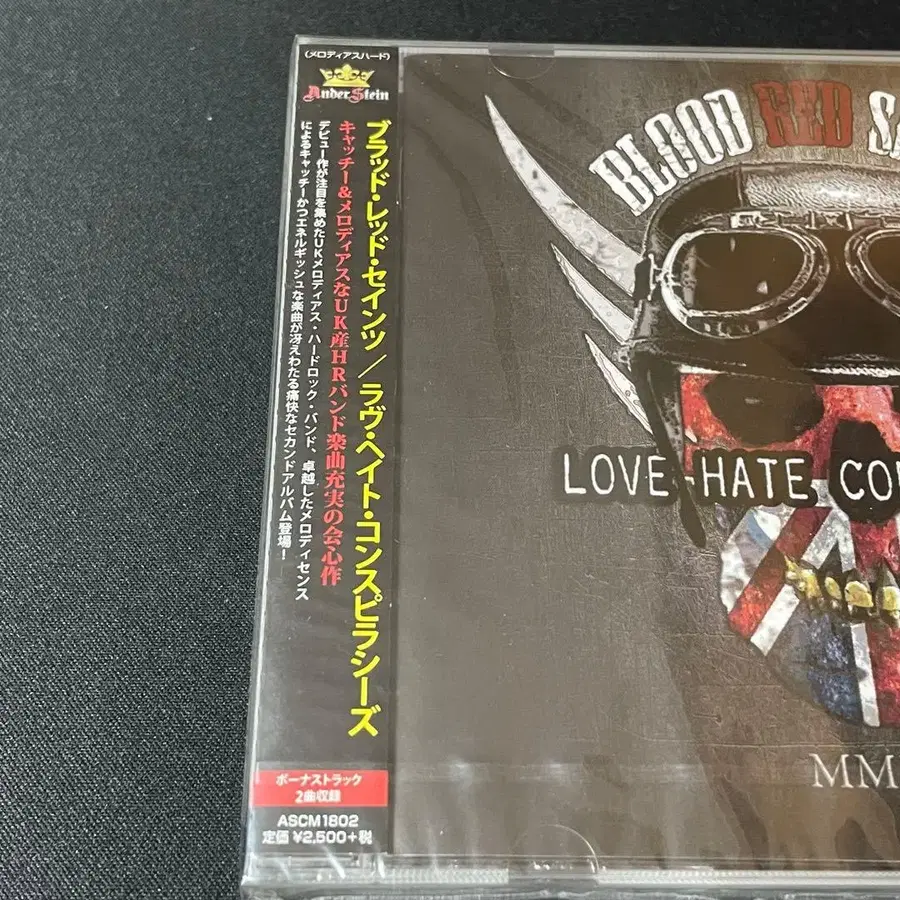 (メロディアスハード)
Ander Stein
ブラッド・レッド・セインツ／ラヴ・ヘイト・コンスピラシーズ
キャッチー&メロディアスなUK産HRバンド楽曲充実の会心作
デビュー作が注目を集めたUKメロディアス・ハードロック・バンド、卓越したメロディセンス
によるキャッチーかつエネルギッシュな楽曲が冴えわたる痛快なセカンドアルバム登場!
ボーナストラック
2曲収録
ASCM1802
定価 ¥2,500+税
BLOOD RED SA
LOVE HATE CO
MM